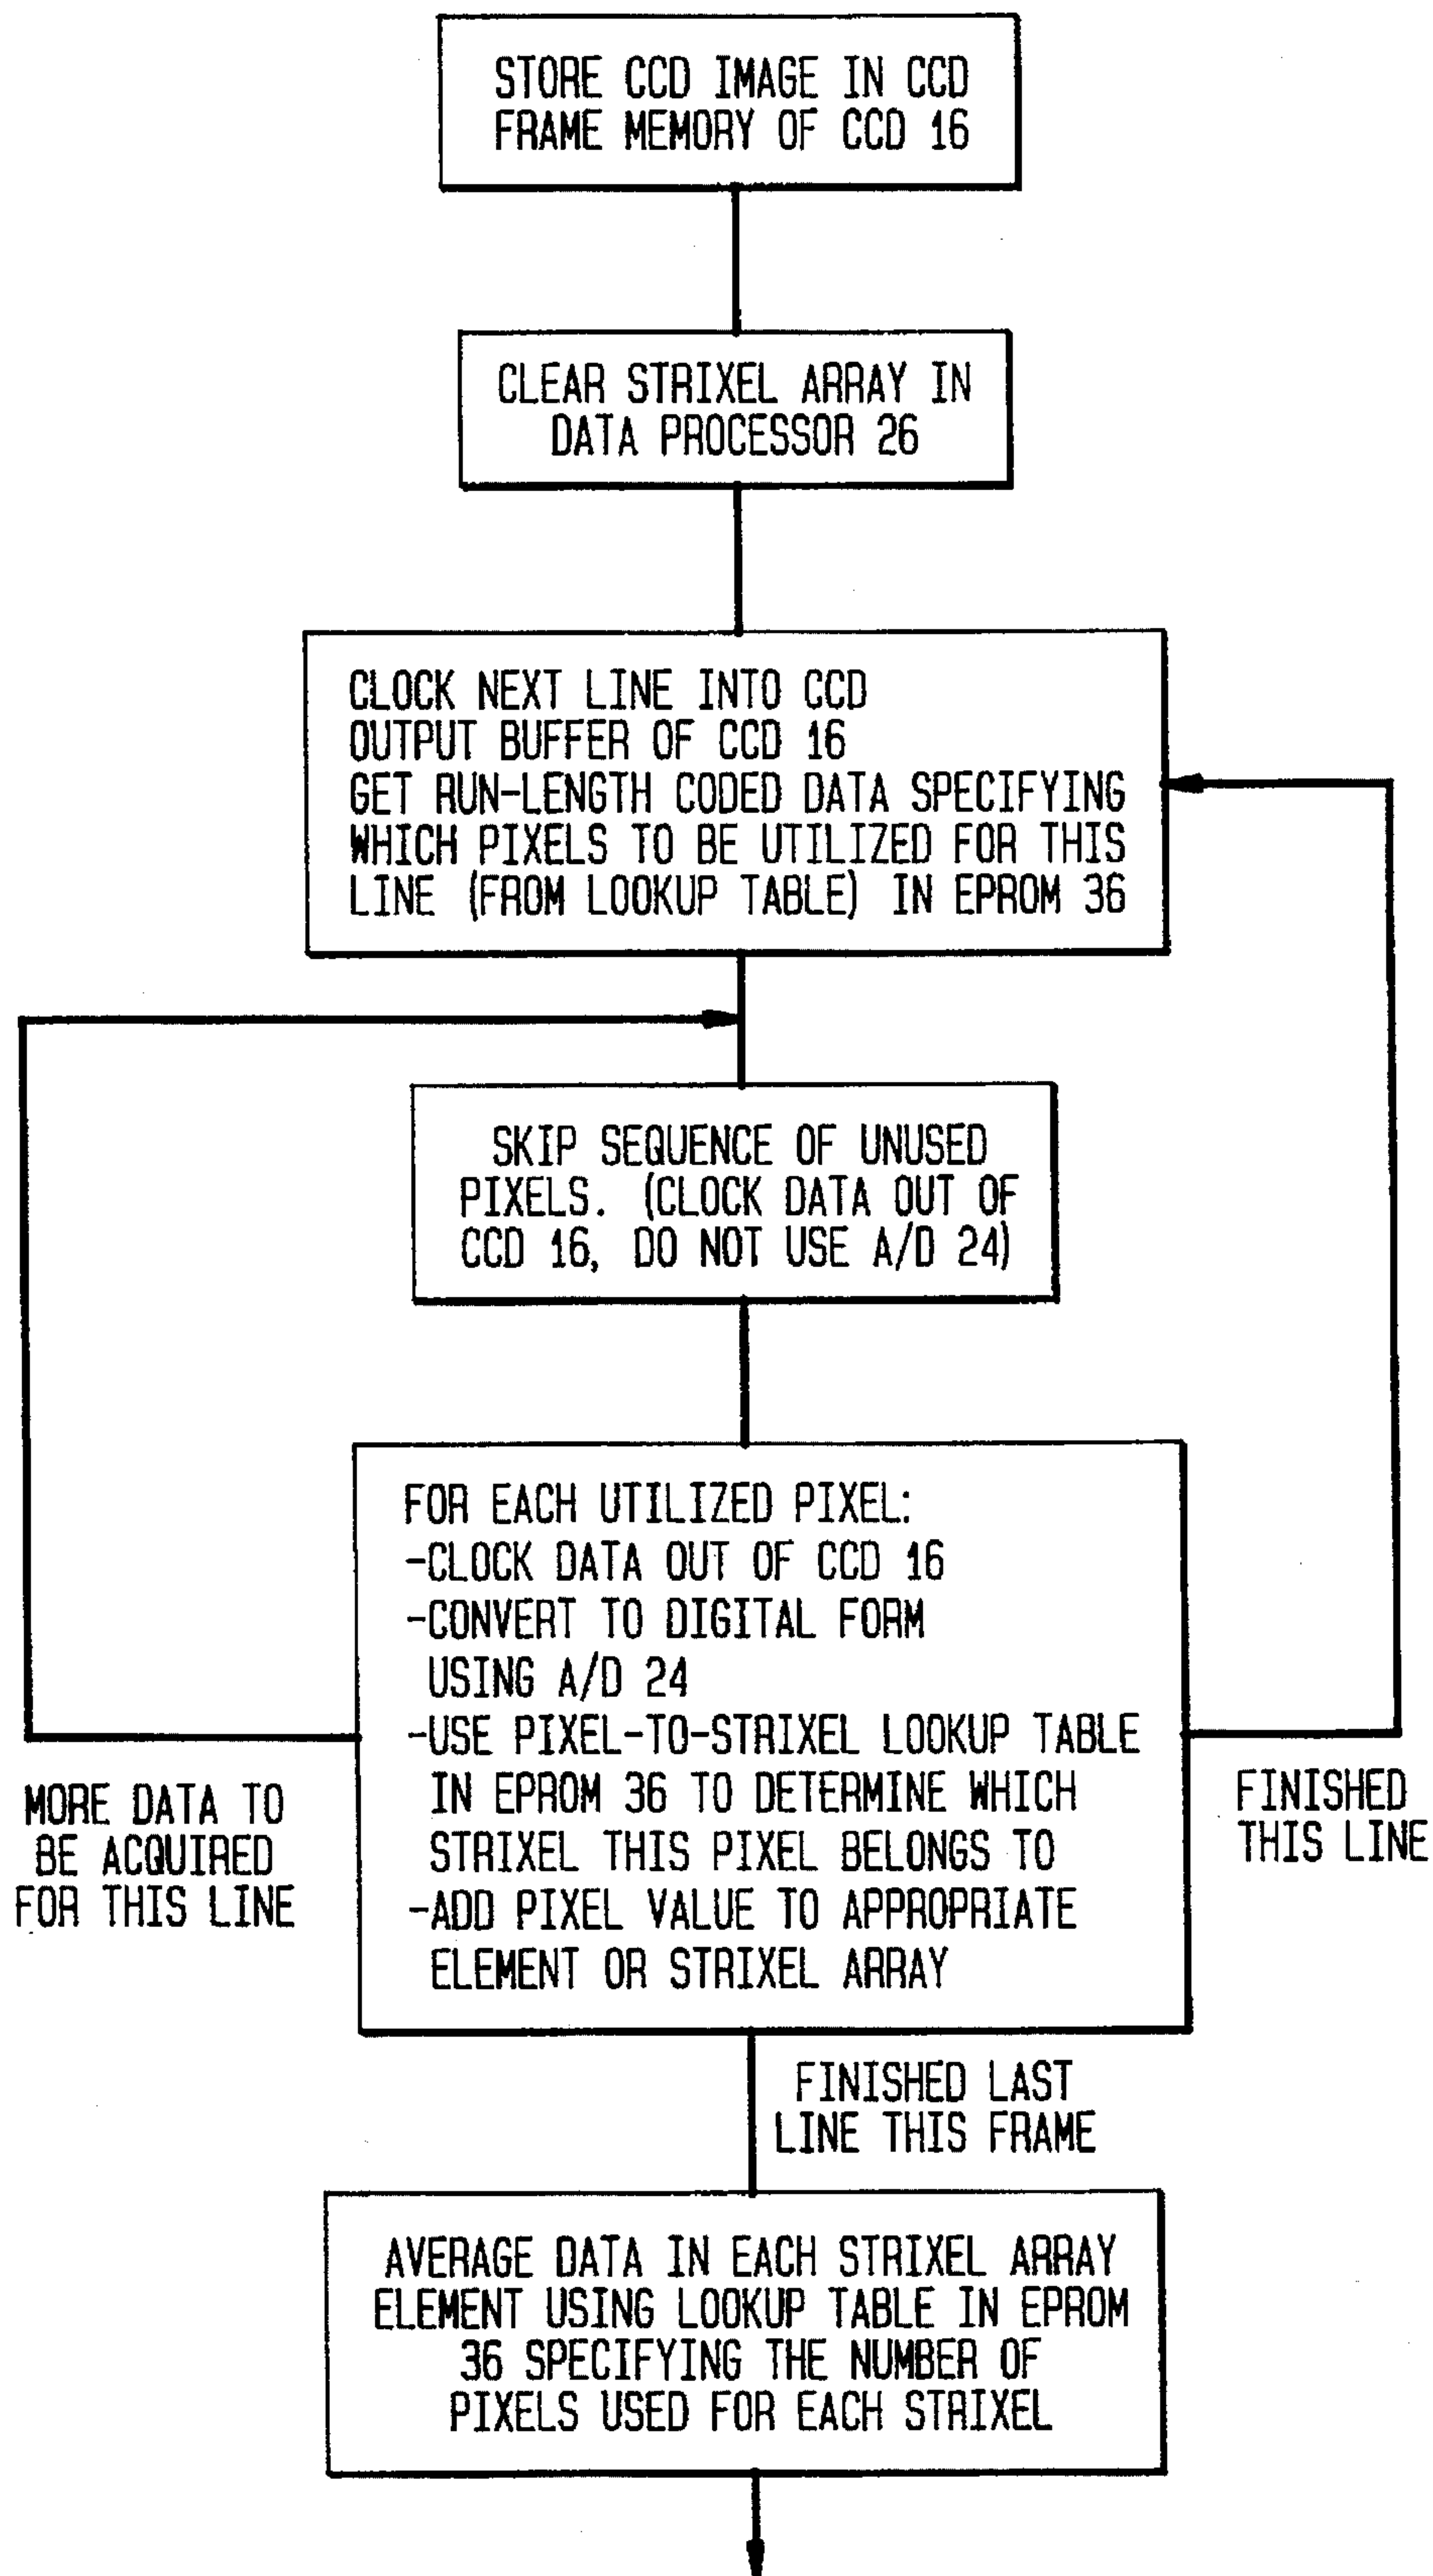 STORE CCD IMAGE IN CCD
FRAME MEMORY OF CCD 16
CLEAR STRIXEL ARRAY IN
DATA PROCESSOR 26
CLOCK NEXT LINE INTO CCD
OUTPUT BUFFER OF CCD 16
GET RUN-LENGTH CODED DATA SPECIFYING
WHICH PIXELS TO BE UTILIZED FOR THIS
LINE (FROM LOOKUP TABLE) IN EPROM 36
SKIP SEQUENCE OF UNUSED
PIXELS. (CLOCK DATA OUT OF
CCD 16, DO NOT USE A/D 24)
FOR EACH UTILIZED PIXEL:
-CLOCK DATA OUT OF CCD 16
-CONVERT TO DIGITAL FORM
USING A/D 24
-USE PIXEL-TO-STRIXEL LOOKUP TABLE
IN EPROM 36 TO DETERMINE WHICH
STRIXEL THIS PIXEL BELONGS TO
-ADD PIXEL VALUE TO APPROPRIATE
ELEMENT OR STRIXEL ARRAY
MORE DATA TO
BE ACQUIRED
FOR THIS LINE
FINISHED
THIS LINE
FINISHED LAST
LINE THIS FRAME
AVERAGE DATA IN EACH STRIXEL ARRAY
ELEMENT USING LOOKUP TABLE IN EPROM
36 SPECIFYING THE NUMBER OF
PIXELS USED FOR EACH STRIXEL